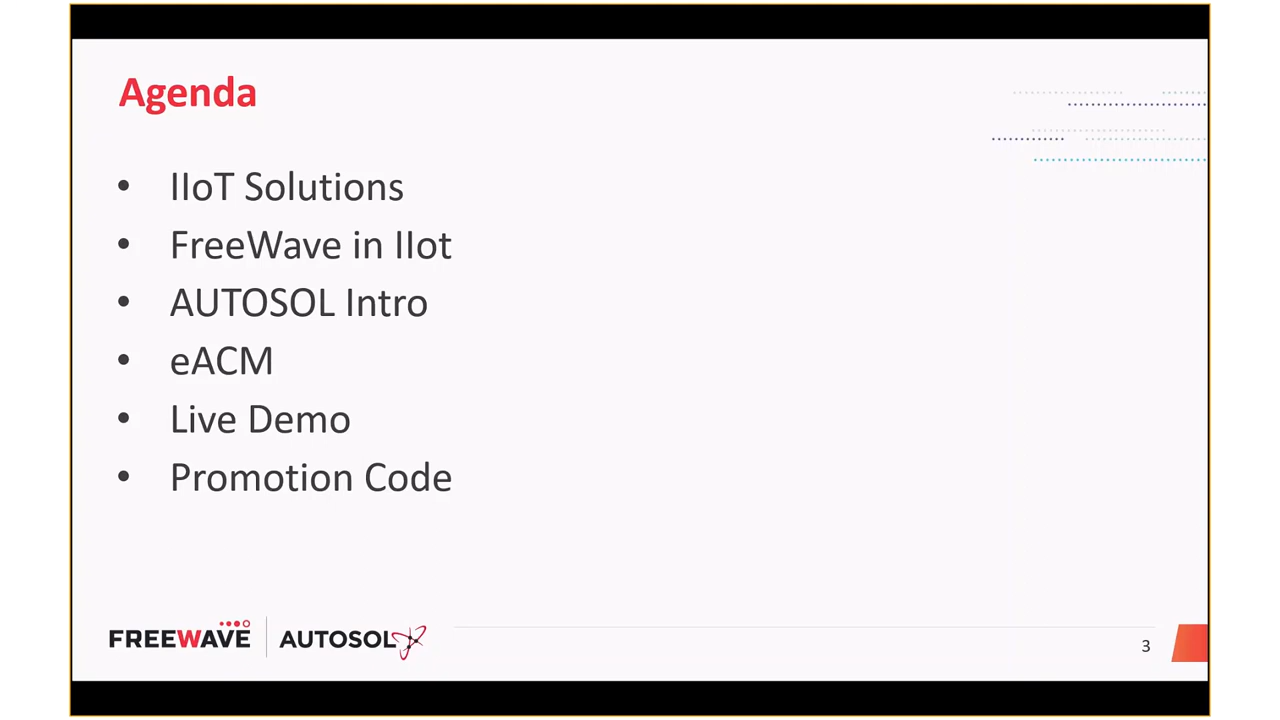 Agenda
• IIoT Solutions
• FreeWave in IIot
• AUTOSOL Intro
• eACM
• Live Demo
• Promotion Code
FREEWAVE | AUTOSOL
3